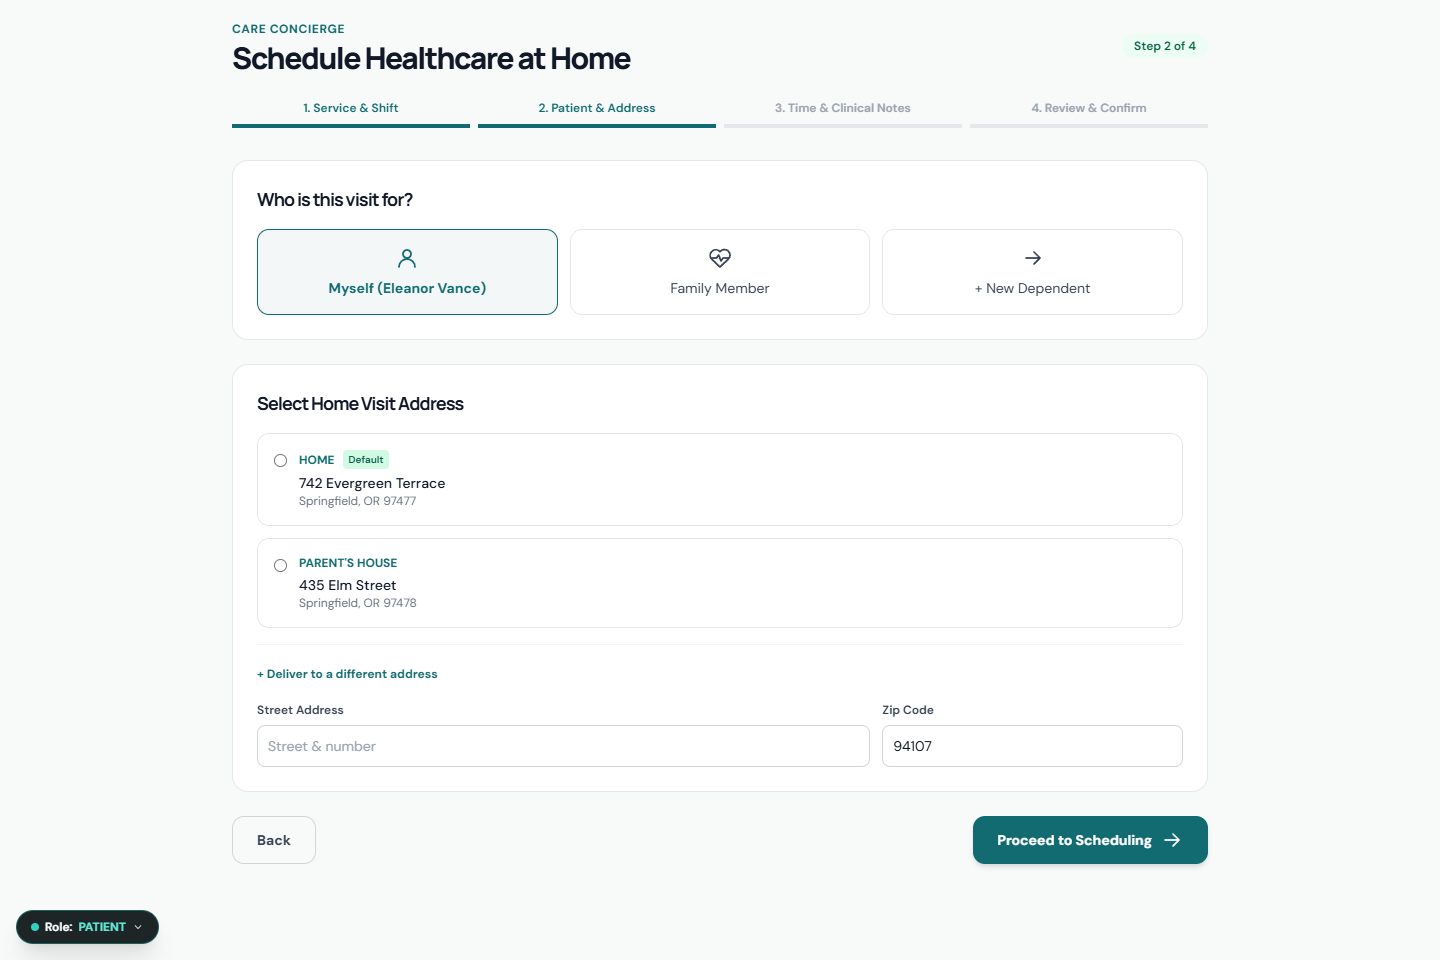 CARE CONCIERGE
Schedule Healthcare at Home
Step 2 of 4
1. Service & Shift
2. Patient & Address
3. Time & Clinical Notes
4. Review & Confirm
Who is this visit for?
Myself (Eleanor Vance)
Family Member
+ New Dependent
Select Home Visit Address
HOME Default
742 Evergreen Terrace
Springfield, OR 97477
PARENT'S HOUSE
435 Elm Street
Springfield, OR 97478
+ Deliver to a different address
Street Address
Zip Code
Street & number
94107
Back
Proceed to Scheduling
Role: PATIENT